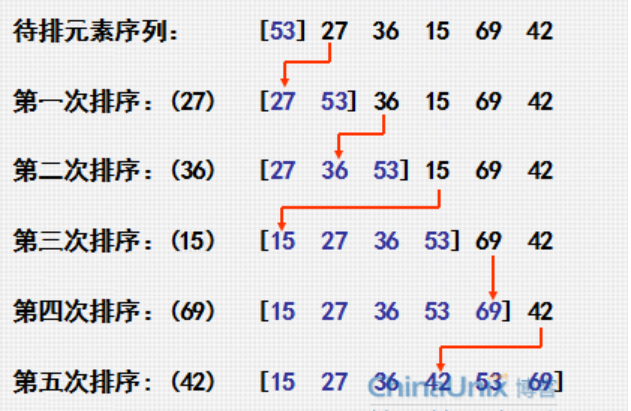 待排元素序列: [53] 27 36 15 69 42
第一次排序:(27) [27 53] 36 15 69 42
第二次排序:(36) [27 36 53] 15 69 42
第三次排序:(15) [15 27 36 53] 69 42
第四次排序:(69) [15 27 36 53 69] 42
第五次排序:(42) [15 27 36 42 53 69]
ChinaUnix 博客